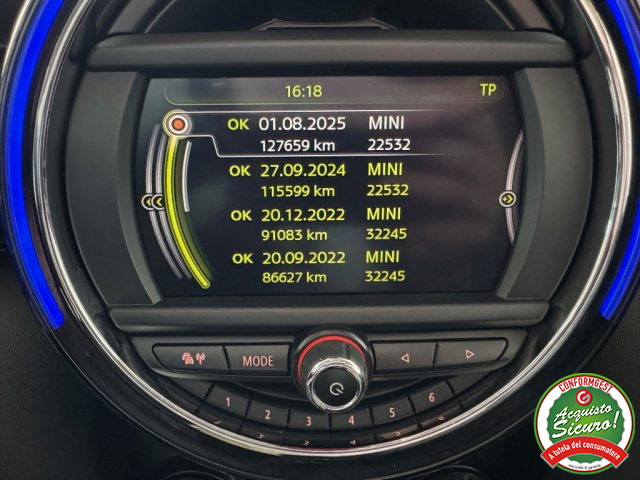 16:18 TP
OK 01.08.2025 MINI
127659 km 22532
OK 27.09.2024 MINI
115599 km 22532
OK 20.12.2022 MINI
91083 km 32245
OK 20.09.2022 MINI
86627 km 32245
MODE
1 2 3 4 5 6
CONFORMGEST
Acquisto
Sicuro!
A tutela del consumatore